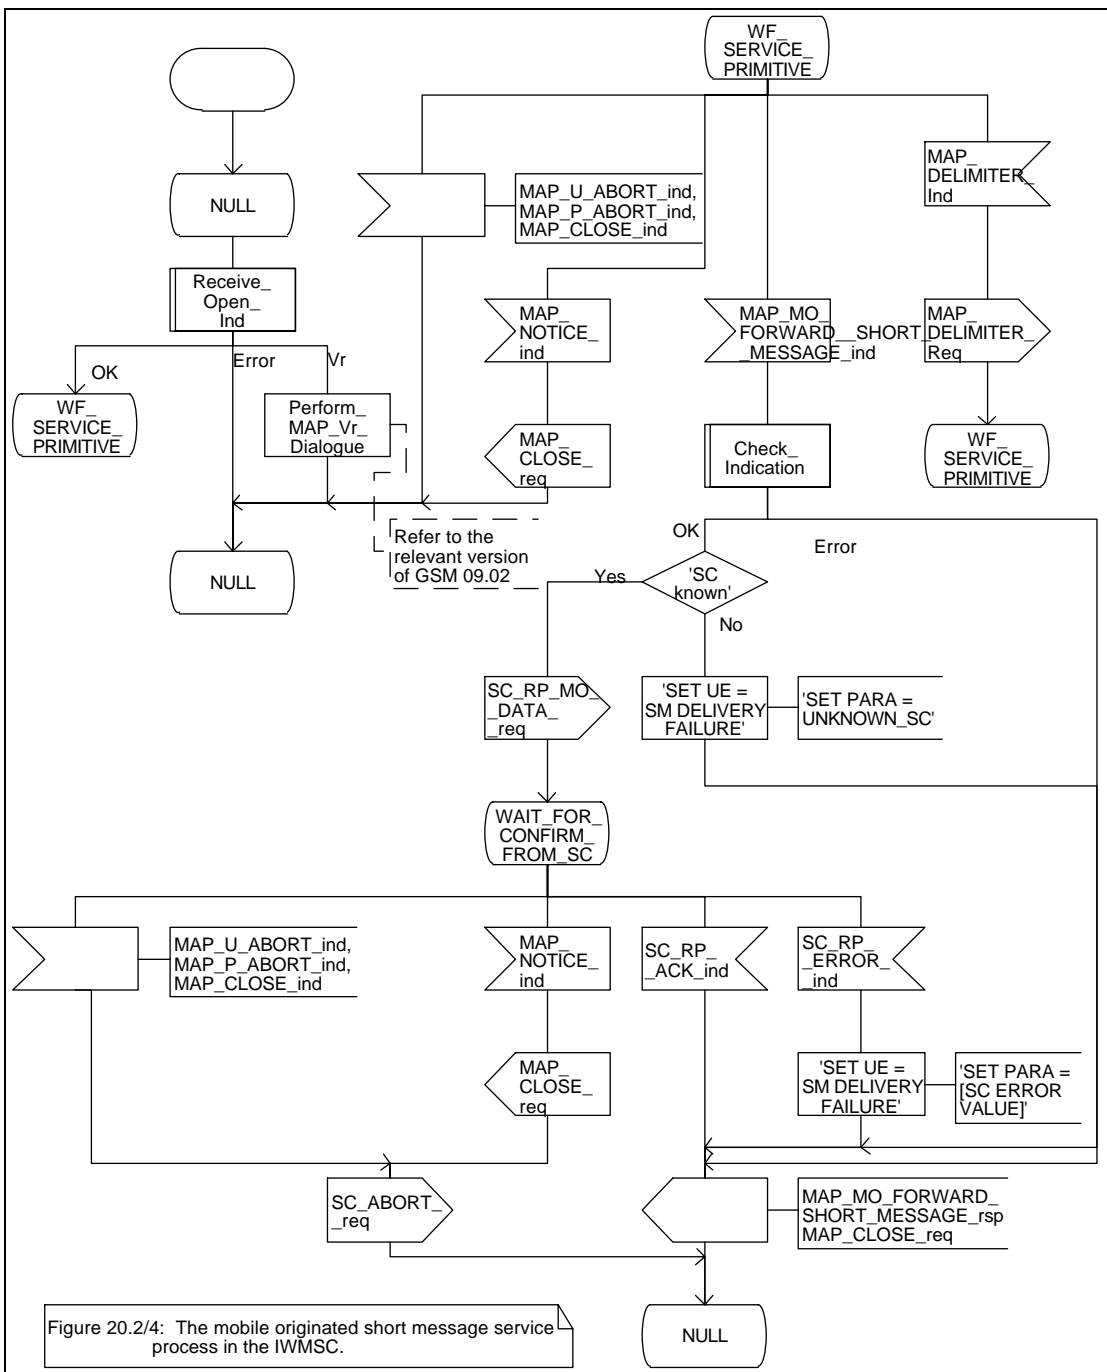 WF_
SERVICE_
PRIMITIVE
NULL
MAP_U_ABORT_ind,
MAP_P_ABORT_ind,
MAP_CLOSE_ind
MAP_
DELIMITER_
Ind
Receive_
Open_
Ind
OK
Error
Vr
WF_
SERVICE_
PRIMITIVE
Perform_
MAP_Vr_
Dialogue
MAP_
NOTICE_
ind
MAP_MO_
FORWARD__SHORT_
_MESSAGE_ind
MAP_
DELIMITER_
Req
MAP_
CLOSE_
req
Check_
Indication
WF_
SERVICE_
PRIMITIVE
Refer to the
relevant version
of GSM 09.02
NULL
OK
Error
Yes
'SC
known'
No
SC_RP_MO_
_DATA_
_req
'SET UE =
SM DELIVERY
FAILURE'
'SET PARA =
UNKNOWN_SC'
WAIT_FOR_
CONFIRM_
FROM_SC
MAP_U_ABORT_ind,
MAP_P_ABORT_ind,
MAP_CLOSE_ind
MAP_
NOTICE_
ind
SC_RP_
_ACK_ind
SC_RP_
_ERROR_
_ind
MAP_
CLOSE_
req
'SET UE =
SM DELIVERY
FAILURE'
'SET PARA =
[SC ERROR
VALUE]'
SC_ABORT_
_req
MAP_MO_FORWARD_
SHORT_MESSAGE_rsp
MAP_CLOSE_req
NULL
Figure 20.2/4: The mobile originated short message service
process in the IWMSC.